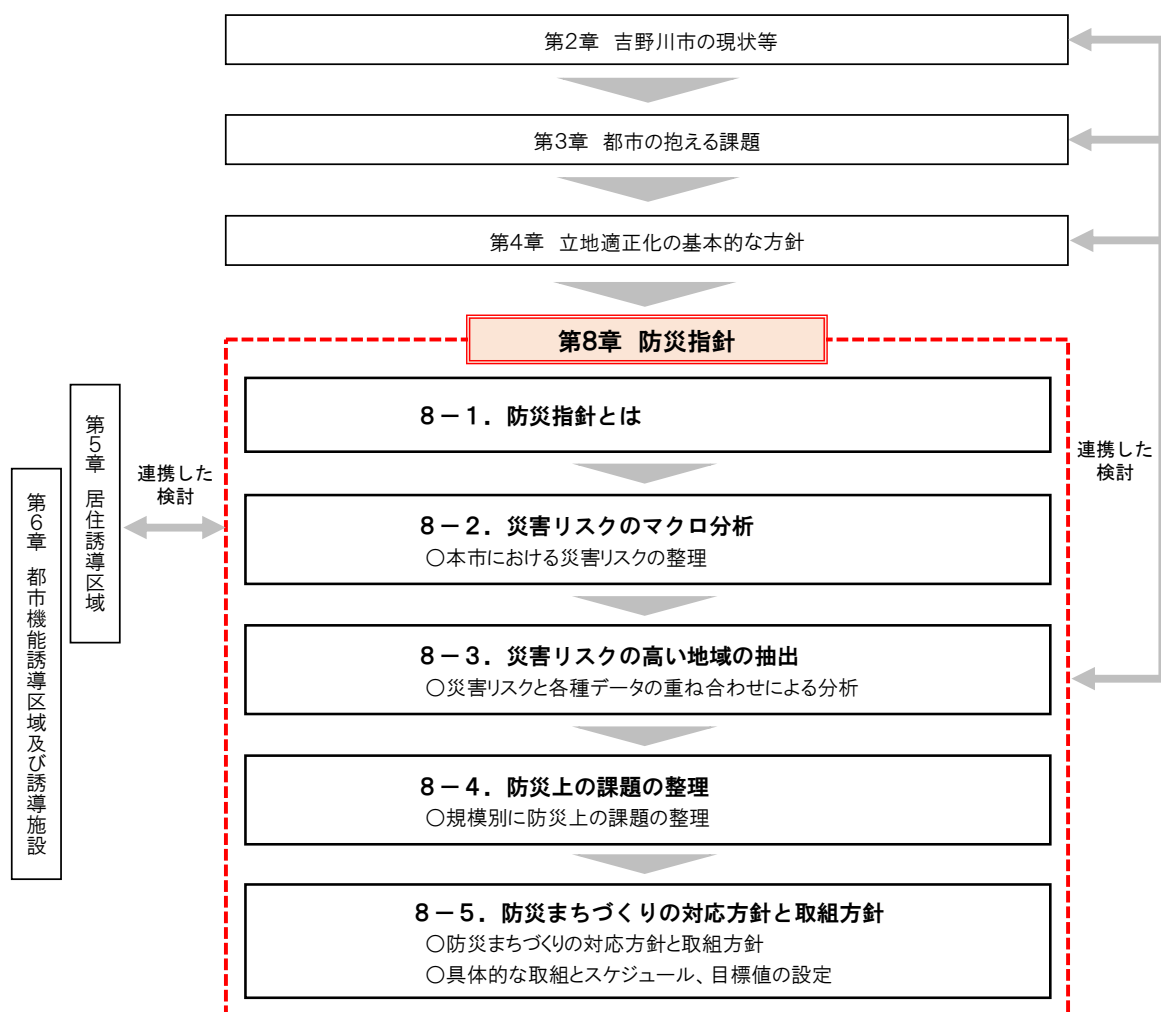 第2章 吉野川市の現状等
第3章 都市の抱える課題
第4章 立地適正化の基本的な方針
第8章 防災指針
8－1．防災指針とは
8－2．災害リスクのマクロ分析
○本市における災害リスクの整理
8－3．災害リスクの高い地域の抽出
○災害リスクと各種データの重ね合わせによる分析
8－4．防災上の課題の整理
○規模別に防災上の課題の整理
8－5．防災まちづくりの対応方針と取組方針
○防災まちづくりの対応方針と取組方針
○具体的な取組とスケジュール、目標値の設定
第5章 居住誘導区域
第6章 都市機能誘導区域及び誘導施設
連携した
検討
連携した
検討